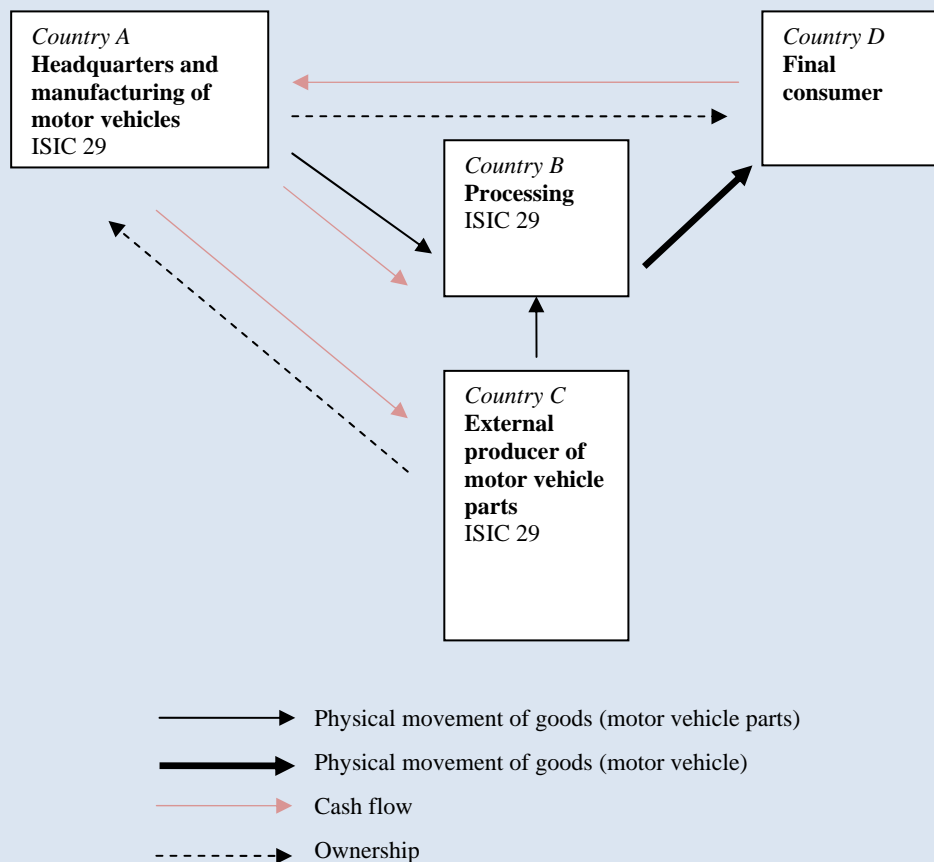 Country A
Headquarters and
manufacturing of
motor vehicles
ISIC 29
Country D
Final
consumer
Country B
Processing
ISIC 29
Country C
External
producer of
motor vehicle
parts
ISIC 29
Physical movement of goods (motor vehicle parts)
Physical movement of goods (motor vehicle)
Cash flow
Ownership